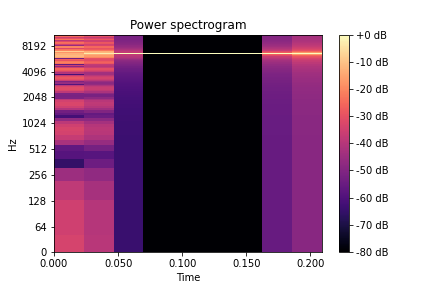 Power spectrogram
8192
4096
2048
1024
512
256
128
64
0
Hz
0.000 0.050 0.100 0.150 0.200
Time
+0 dB
-10 dB
-20 dB
-30 dB
-40 dB
-50 dB
-60 dB
-70 dB
-80 dB